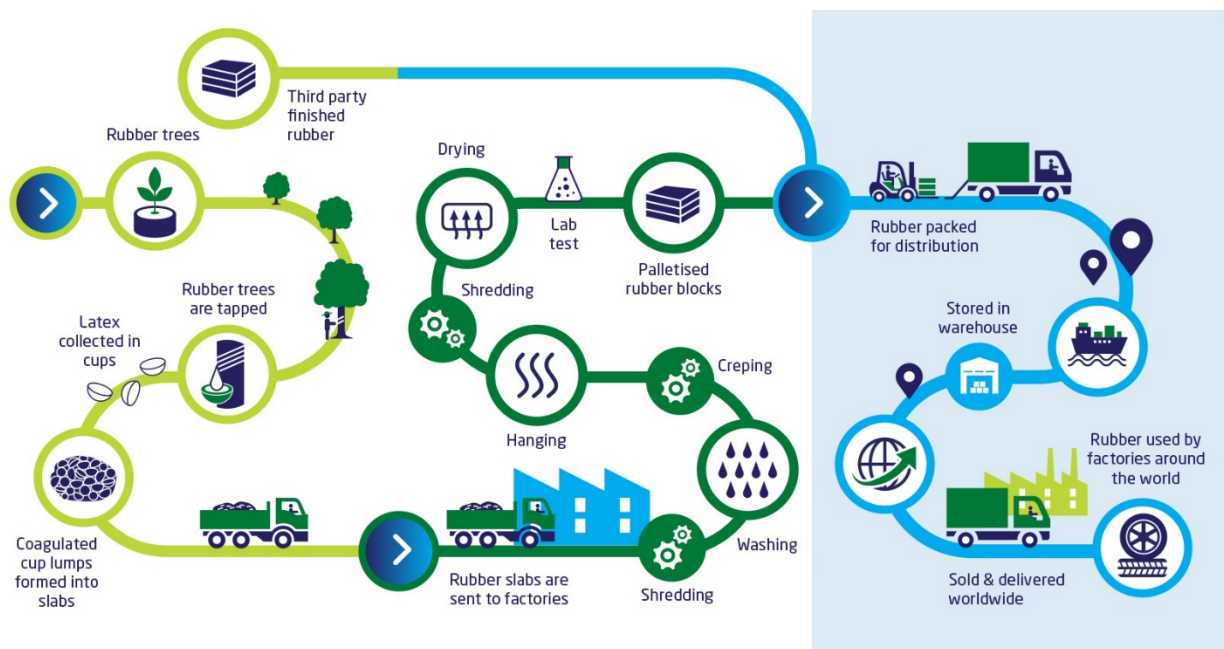 Third party
finished
rubber
Rubber trees
Rubber trees
are tapped
Latex
collected in
cups
Coagulated
cup lumps
formed into
slabs
Rubber slabs are
sent to factories
Shredding
Washing
Creping
Hanging
Shredding
Drying
Lab
test
Palletised
rubber blocks
Rubber packed
for distribution
Stored in
warehouse
Sold & delivered
worldwide
Rubber used by
factories around
the world